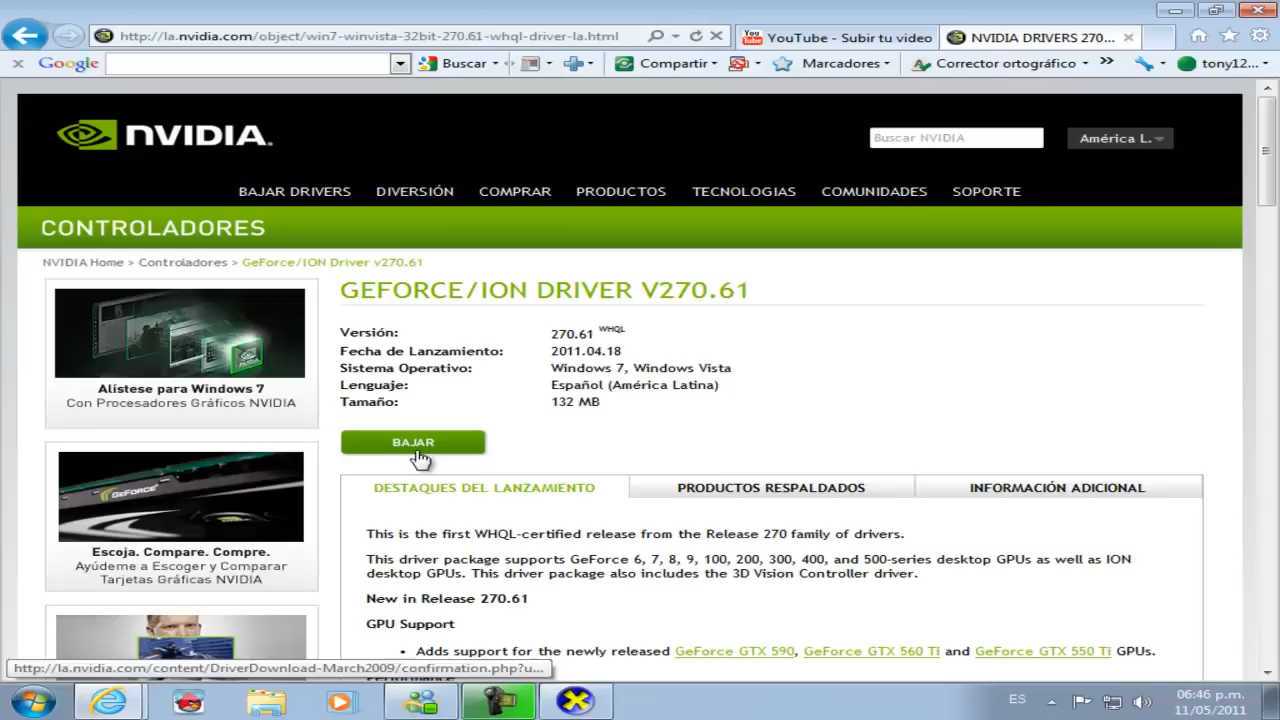 http://la.nvidia.com/object/win7-winvista-32bit-270.61-whql-driver-la.html
YouTube - Subir tu video
NVIDIA DRIVERS 270...
Google
Buscar
Compartir
Marcadores
Corrector ortográfico
tony12...
NVIDIA.
Buscar NVIDIA
América L.
BAJAR DRIVERS DIVERSIÓN COMPRAR PRODUCTOS TECNOLOGIAS COMUNIDADES SOPORTE
CONTROLADORES
NVIDIA Home > Controladores > GeForce/ION Driver v270.61
GEFORCE/ION DRIVER V270.61
Versión: 270.61 WHQL
Fecha de Lanzamiento: 2011.04.18
Sistema Operativo: Windows 7, Windows Vista
Lenguaje: Español (América Latina)
Tamaño: 132 MB
BAJAR
Alístese para Windows 7
Con Procesadores Gráficos NVIDIA
GEFORCE
Escoja. Compare. Compre.
Ayúdeme a Escoger y Comparar
Tarjetas Gráficas NVIDIA
DESTAQUES DEL LANZAMIENTO PRODUCTOS RESPALDADOS INFORMACIÓN ADICIONAL
This is the first WHQL-certified release from the Release 270 family of drivers.
This driver package supports GeForce 6, 7, 8, 9, 100, 200, 300, 400, and 500-series desktop GPUs as well as ION
desktop GPUs. This driver package also includes the 3D Vision Controller driver.
New in Release 270.61
GPU Support
• Adds support for the newly released GeForce GTX 590, GeForce GTX 560 Ti and GeForce GTX 550 Ti GPUs.
http://la.nvidia.com/content/DriverDownload-March2009/confirmation.php?u...
ES
06:46 p.m.
11/05/2011